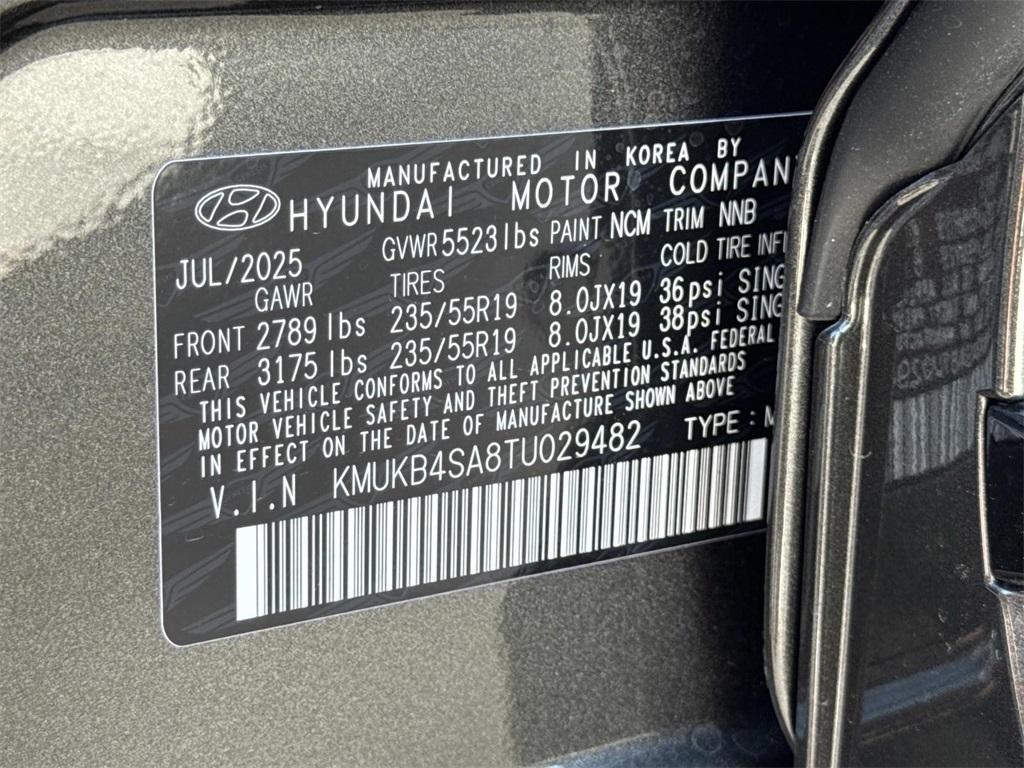 MANUFACTURED IN KOREA BY
HYUNDAI MOTOR COMPAN
JUL/2025 GVWR 5523lbs PAINT NCM TRIM NNB
GAWR TIRES RIMS COLD TIRE INFL
FRONT 2789 lbs 235/55R19 8.0JX19 36psi SING
REAR 3175 lbs 235/55R19 8.0JX19 38psi SING
THIS VEHICLE CONFORMS TO ALL APPLICABLE U.S.A. FEDERAL
MOTOR VEHICLE SAFETY AND THEFT PREVENTION STANDARDS
IN EFFECT ON THE DATE OF MANUFACTURE SHOWN ABOVE
V.I.N KMUKB4SA8TU029482 TYPE : M